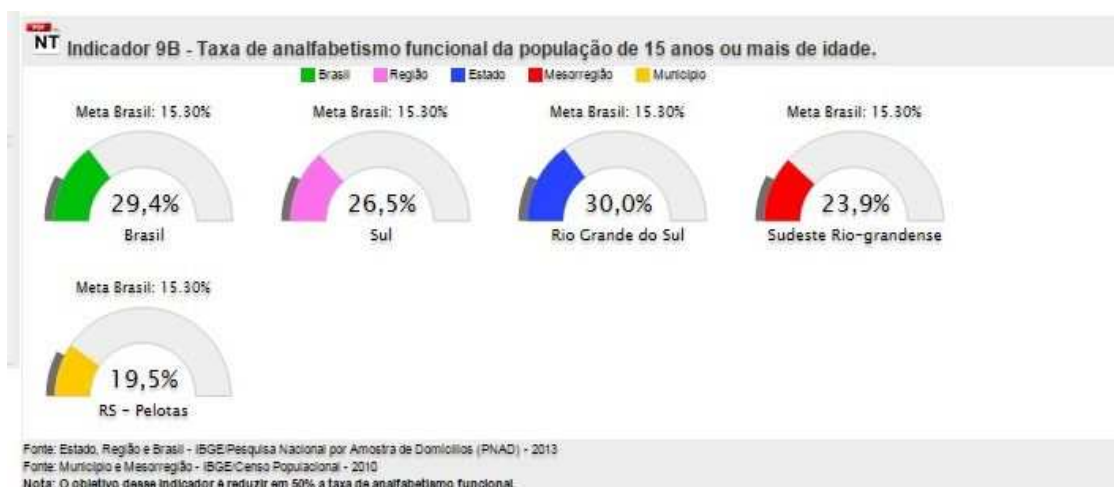 PDF
NT Indicador 9B - Taxa de analfabetismo funcional da população de 15 anos ou mais de idade.
Brasil Região Estado Mesorregião Município
Meta Brasil: 15.30% Meta Brasil: 15.30% Meta Brasil: 15.30% Meta Brasil: 15.30%
29,4% 26,5% 30,0% 23,9%
Brasil Sul Rio Grande do Sul Sudeste Rio-grandense
Meta Brasil: 15.30%
19,5%
RS - Pelotas
Fonte: Estado, Região e Brasil - IBGE/Pesquisa Nacional por Amostra de Domicílios (PNAD) - 2013
Fonte: Município e Mesorregião - IBGE/Censo Populacional - 2010
Nota: O objetivo desse indicador é reduzir em 50% a taxa de analfabetismo funcional.